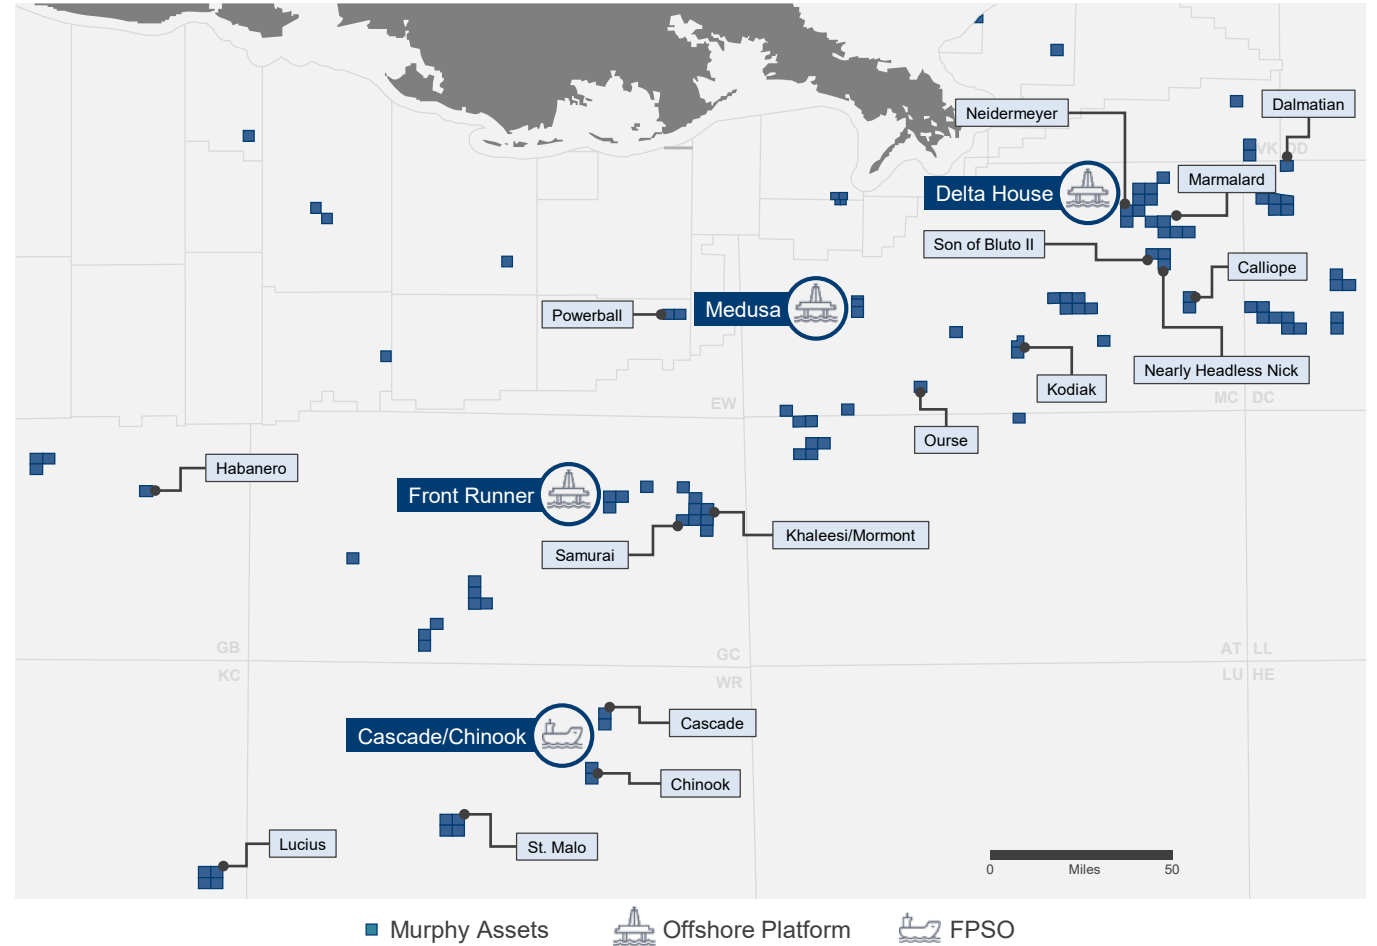 Dalmatian
Neidermeyer
VK DD
Marmalard
Delta House
Son of Bluto II
Calliope
Powerball
Medusa
Nearly Headless Nick
Kodiak
EW
MC DC
Ourse
Habanero
Front Runner
Khaleesi/Mormont
Samurai
GB
GC
AT LL
KC
WR
LU HE
Cascade
Cascade/Chinook
Chinook
Lucius
St. Malo
0 Miles 50
Murphy Assets Offshore Platform FPSO